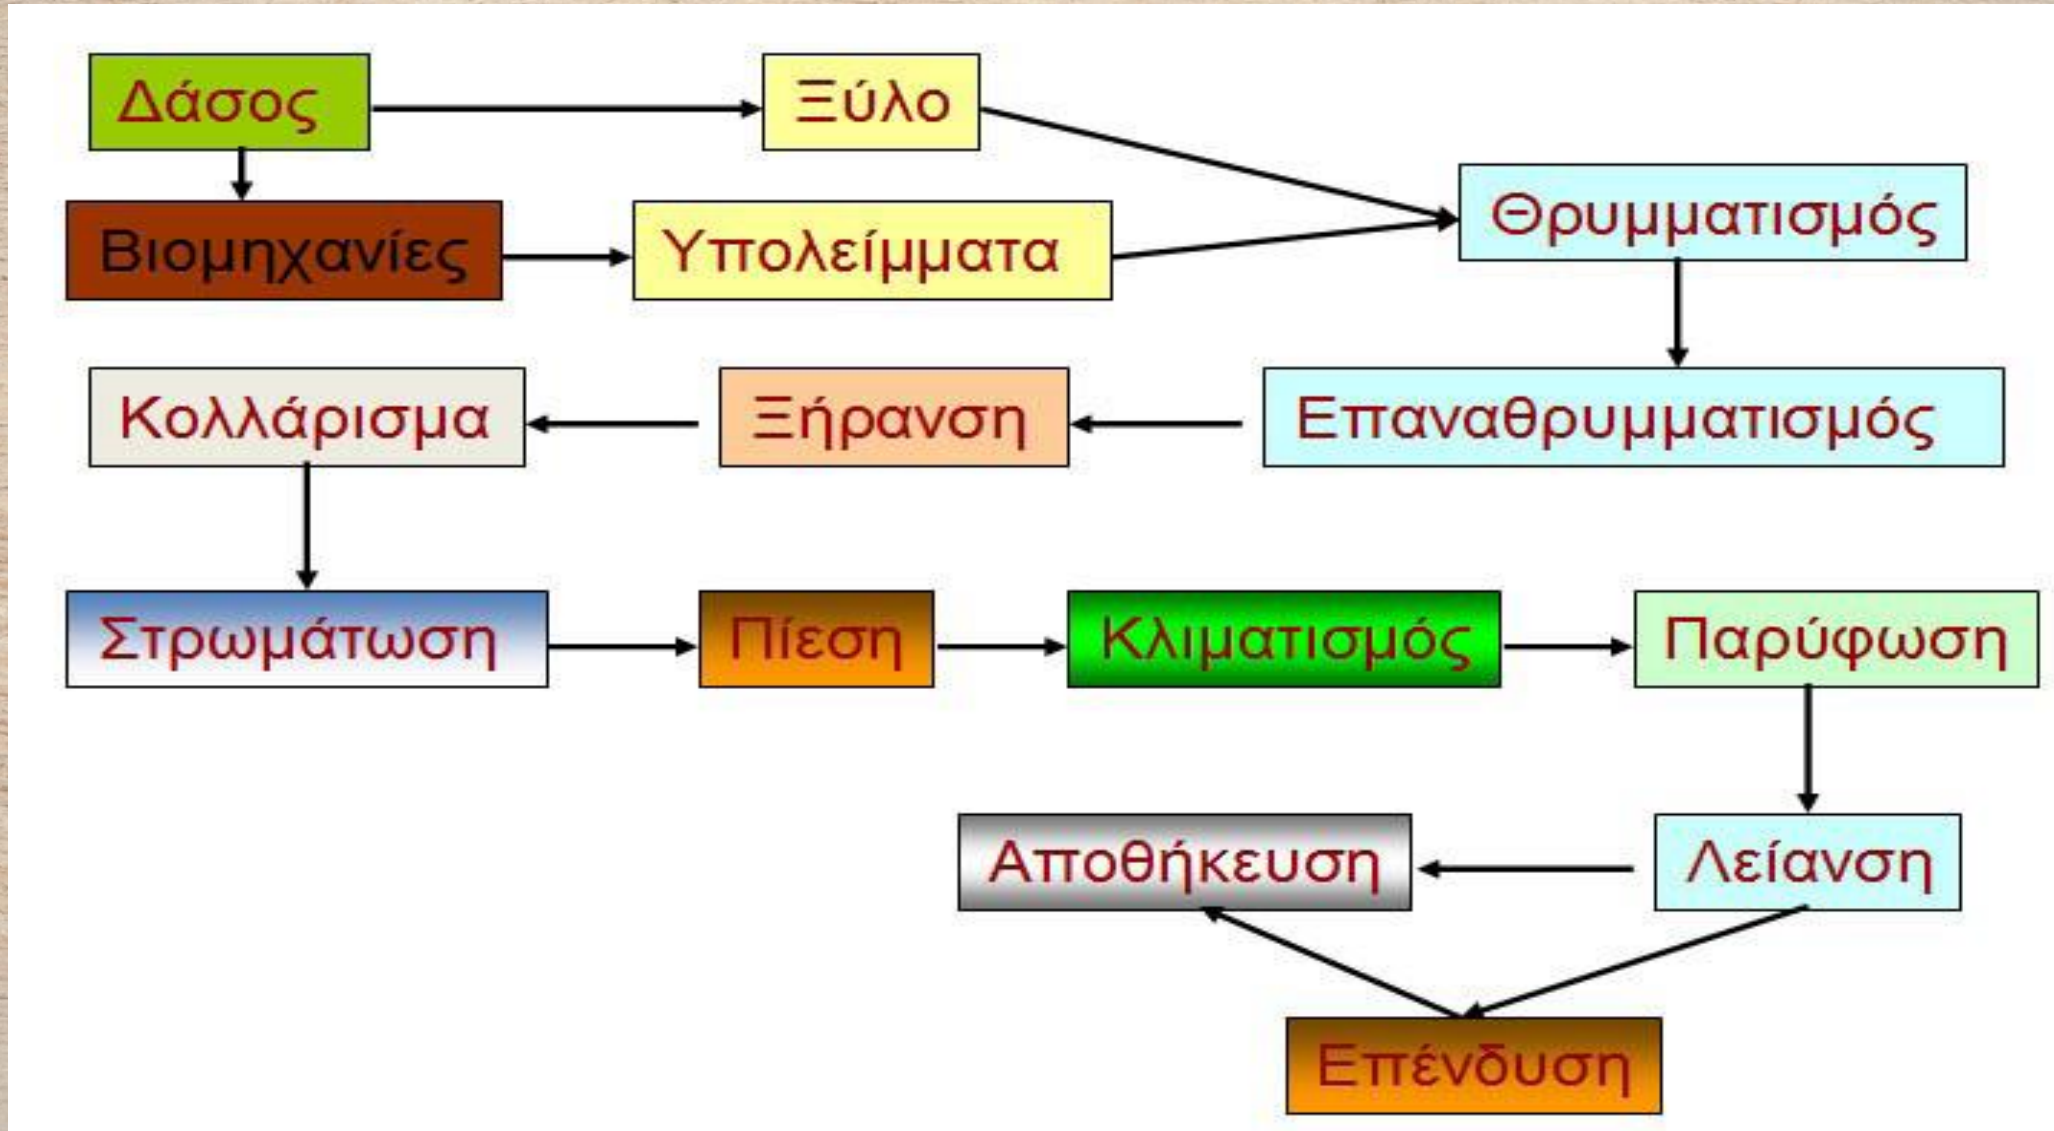 Δάσος
Ξύλο
Βιομηχανίες
Υπολείμματα
Θρυμματισμός
Κολλάρισμα
Ξήρανση
Επαναθρυμματισμός
Στρωμάτωση
Πίεση
Κλιματισμός
Παρύφωση
Αποθήκευση
Λείανση
Επένδυση